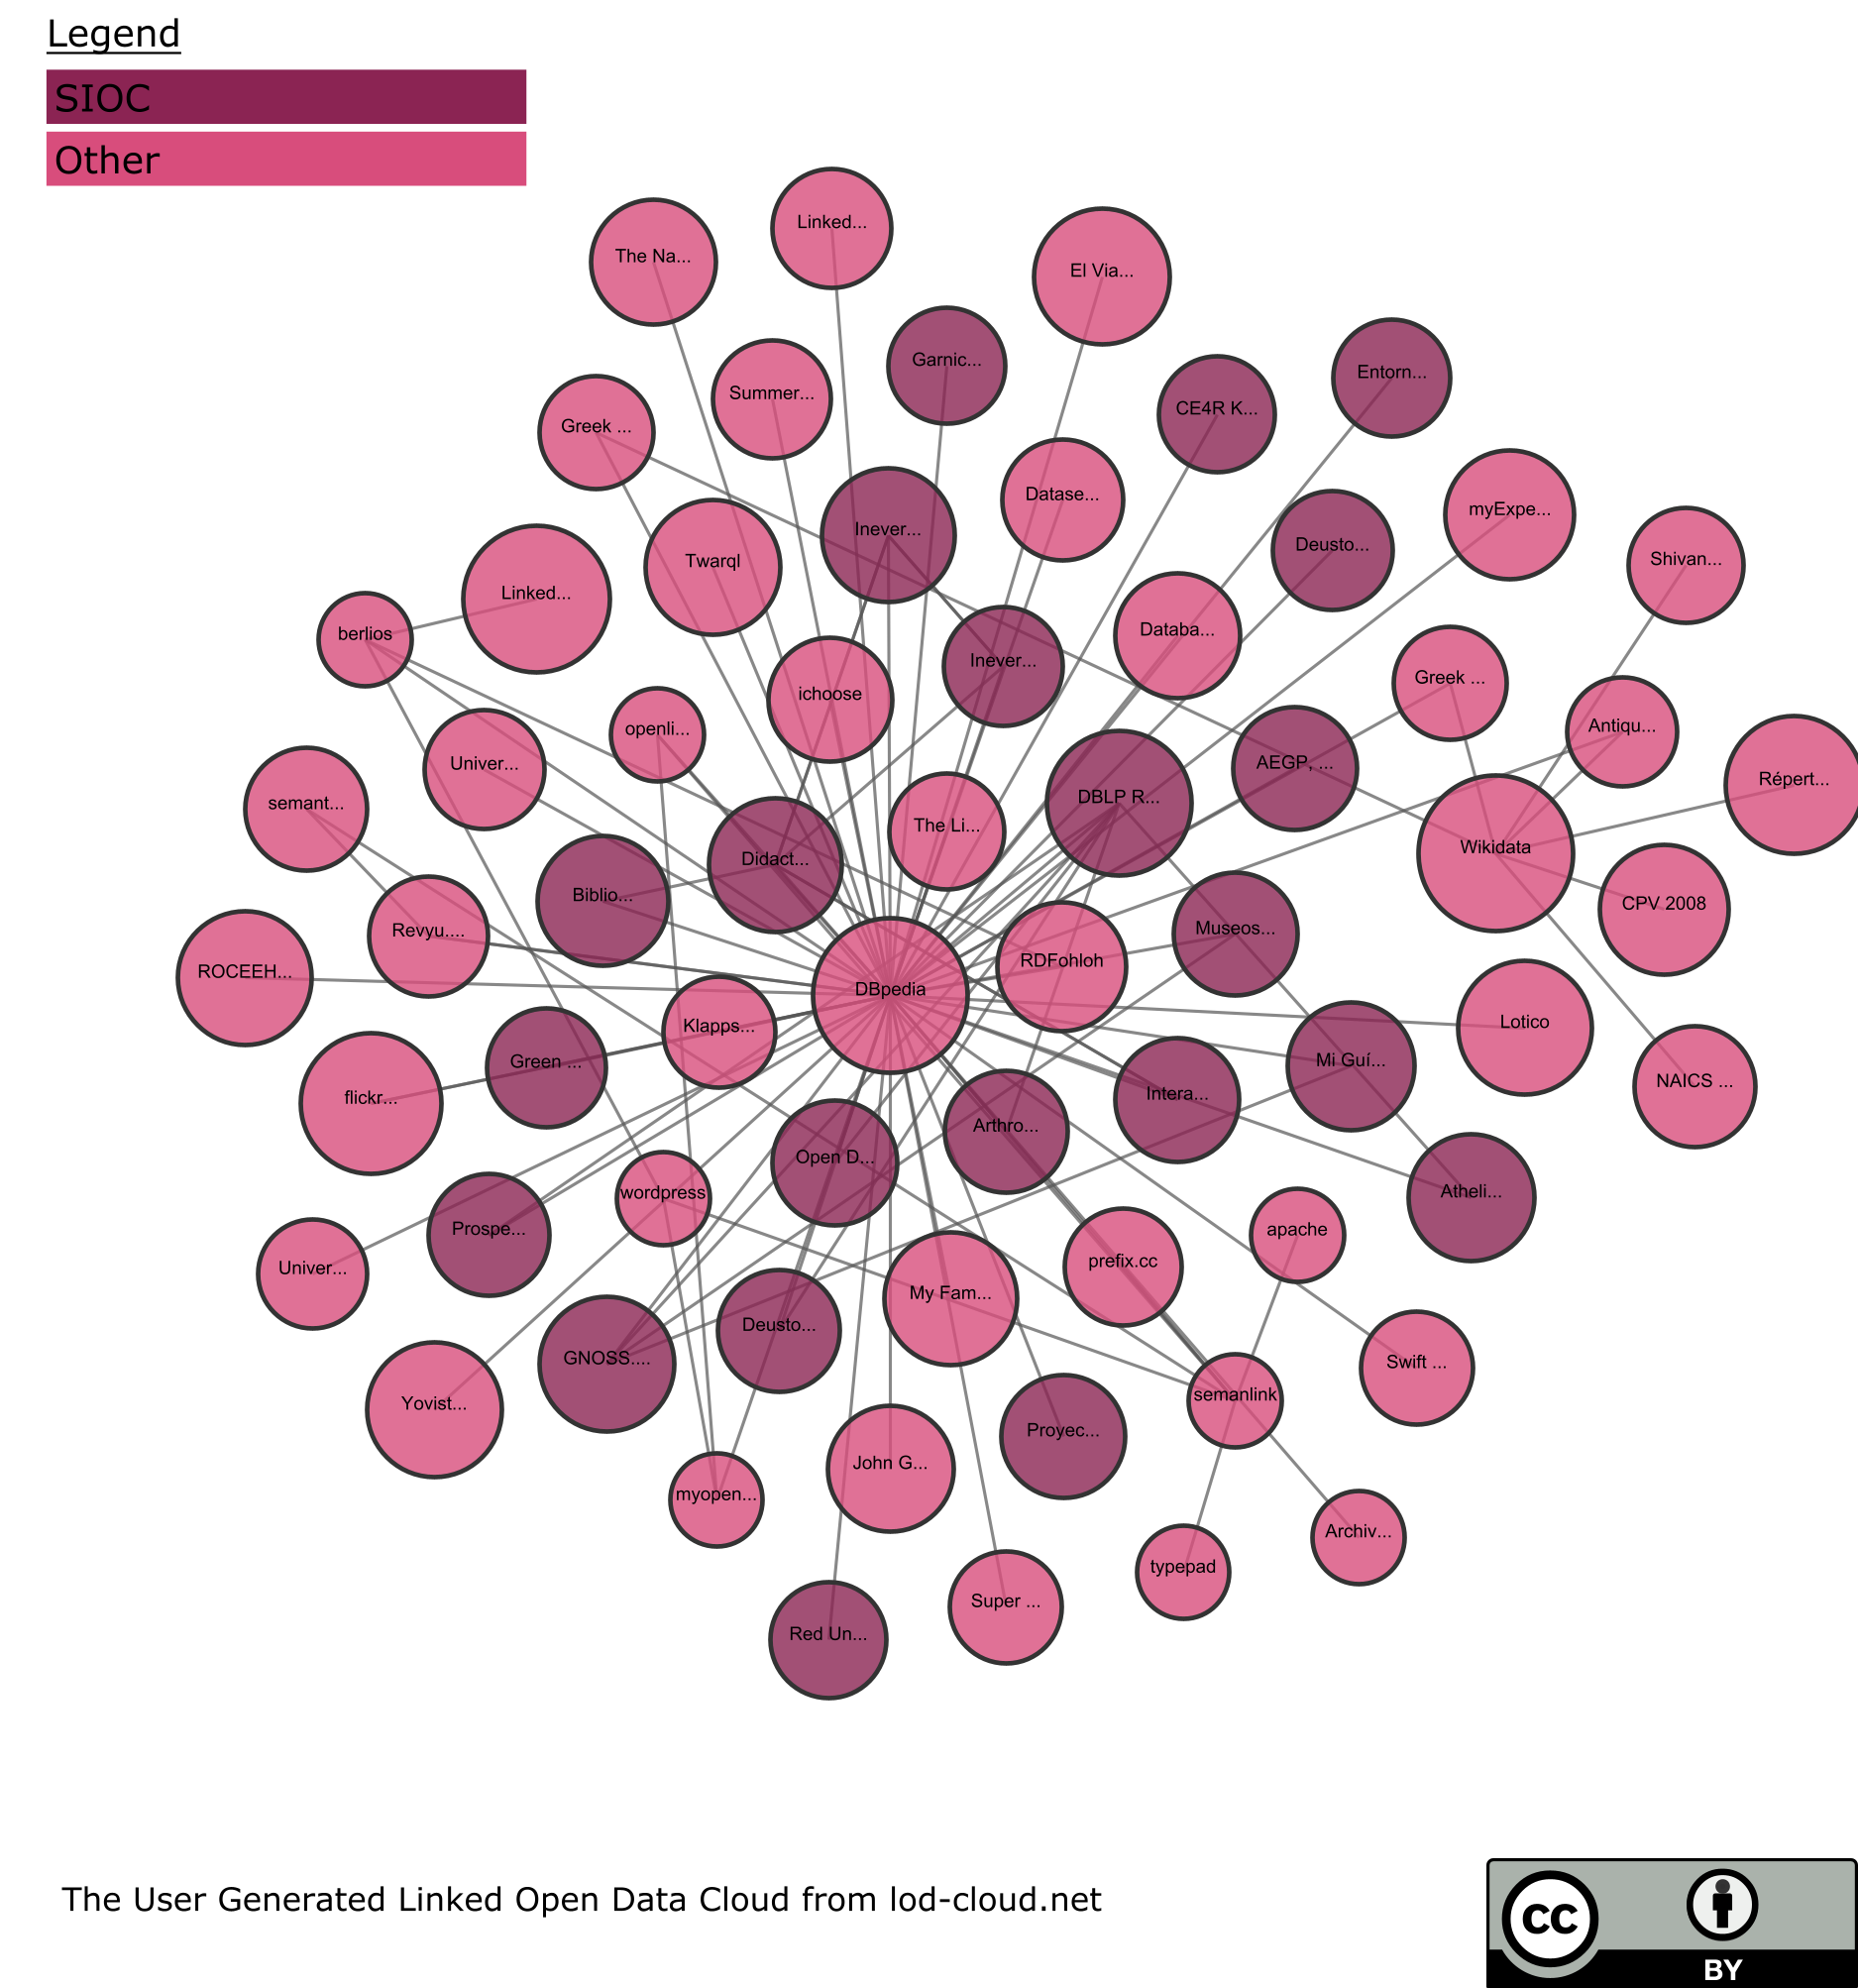 Legend
SIOC
Other
Linked...
The Na...
El Via...
Garnic...
Entorn...
Summer...
CE4R K...
Greek ...
Datase...
myExpe...
Inever...
Deusto...
Twarql
Shivan...
Linked...
Databa...
berlios
Inever...
Greek ...
ichoose
openli...
Antiqu...
Univer...
AEGP, ...
Répert...
semant...
DBLP R...
The Li...
Wikidata
Didact...
Biblio...
CPV 2008
Revyu....
Museos...
RDFohloh
ROCEEH...
DBpedia
Lotico
Klapps...
Green ...
Mi Guí...
NAICS ...
flickr...
Intera...
Arthro...
Open D...
wordpress
Atheli...
Prospe...
apache
prefix.cc
Univer...
My Fam...
Deusto...
GNOSS....
Swift ...
semanlink
Yovist...
Proyec...
John G...
myopen...
Archiv...
typepad
Super ...
Red Un...
The User Generated Linked Open Data Cloud from lod-cloud.net
cc
BY